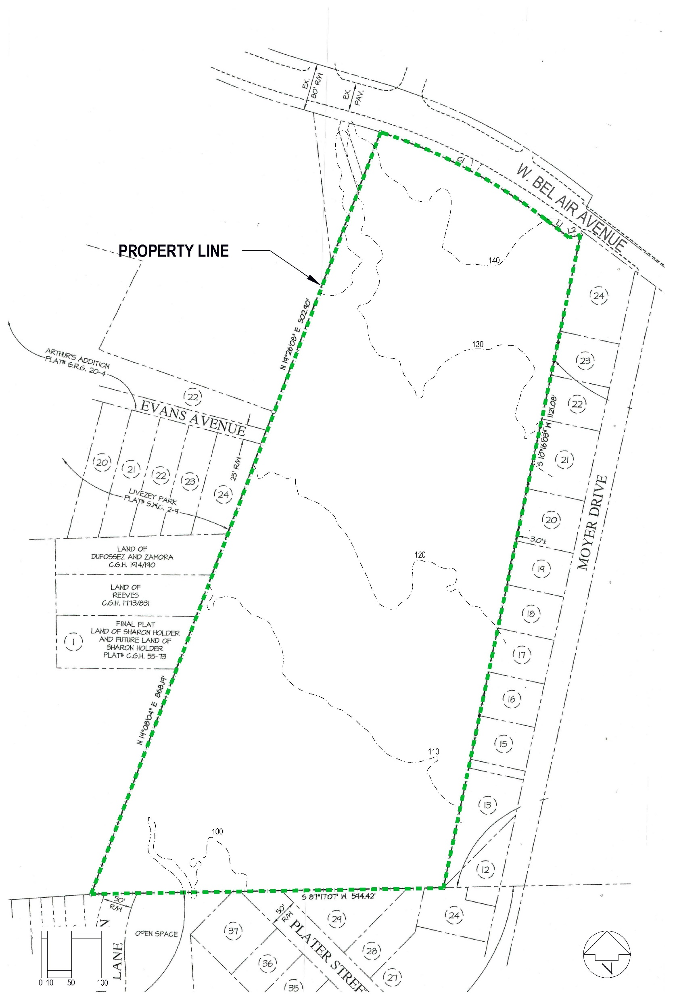 EX.
80' R/W
EX.
PAV.
C1
W. BEL AIR AVENUE
L1
L2
PROPERTY LINE
140
24
N 19°26'08" E 502.90'
130
23
ARTHUR'S ADDITION
PLAT# G.R.G. 20-4
22
22
EVANS AVENUE
S 10°16'03" W 1121.08'
20
21
22
23
24
25' R/W
21
LIVEZEY PARK
PLAT# S.W.C. 2-9
MOYER DRIVE
20
3.0'±
LAND OF
DUFOSSEZ AND ZAMORA
C.G.H. 1914/190
120
19
LAND OF
REEVES
C.G.H. 1773/831
18
1
FINAL PLAT
LAND OF SHARON HOLDER
AND FUTURE LAND OF
SHARON HOLDER
PLAT# C.G.H. 55-73
17
N 19°08'04" E 868.19'
16
15
110
13
100
12
50'
R/W
S 87°17'07" W 594.42'
50'
R/W
29
24
37
OPEN SPACE
PLATER STREET
28
36
27
35
LANE
0 10 50 100
N